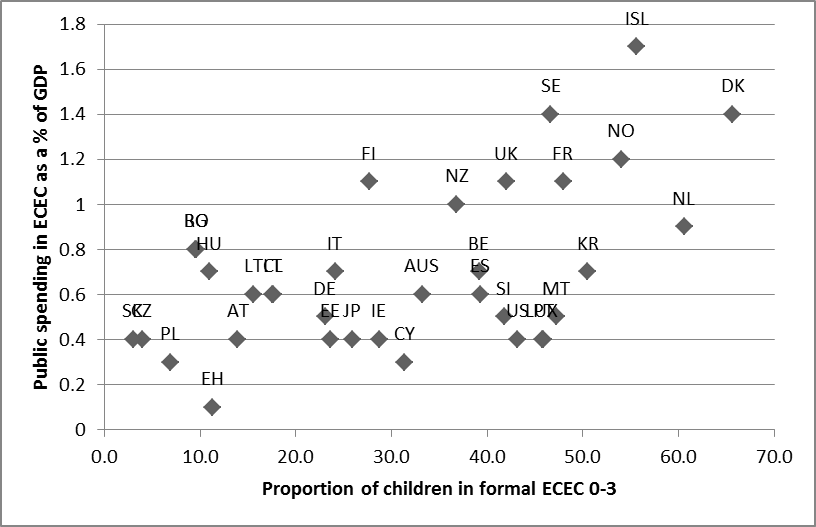 Public spending in ECEC as a % of GDP
1.8
1.6
1.4
1.2
1
0.8
0.6
0.4
0.2
0
ISL
SE
DK
NO
FI
UK
FR
NZ
NL
HU
IT
BE
KR
AUS
ES
DE
SI
MT
AT
EE
JP
IE
US
PL
CY
EH
0.0 10.0 20.0 30.0 40.0 50.0 60.0 70.0
Proportion of children in formal ECEC 0-3